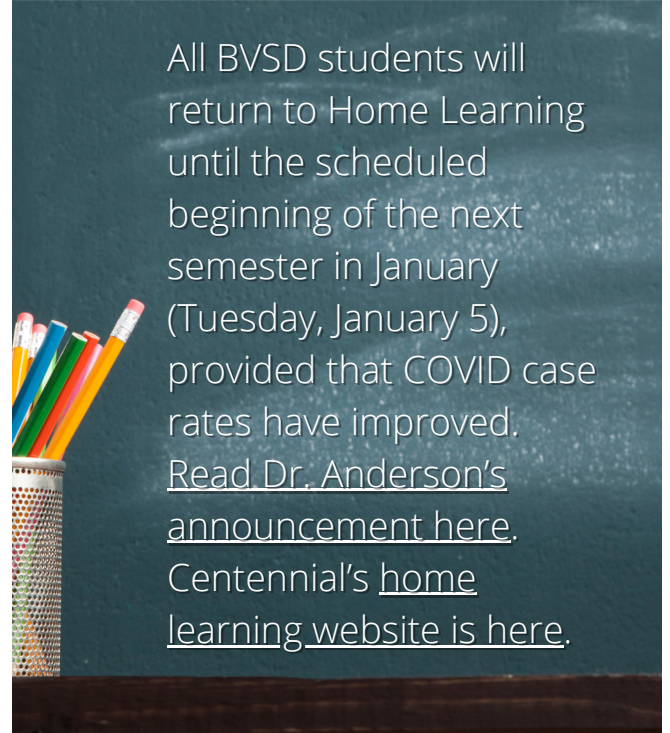 All BVSD students will
return to Home Learning
until the scheduled
beginning of the next
semester in January
(Tuesday, January 5),
provided that COVID case
rates have improved.
Read Dr. Anderson's
announcement here.
Centennial's home
learning website is here.